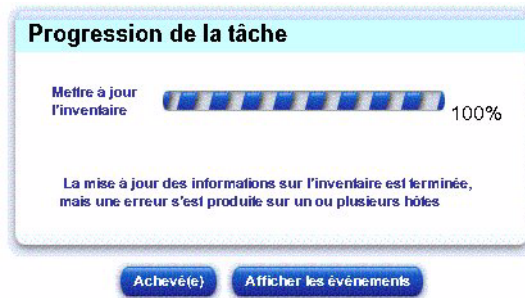 Progression de la tâche
Mettre à jour
l'inventaire
100%
La mise à jour des informations sur l'inventaire est terminée,
mais une erreur s'est produite sur un ou plusieurs hôtes
Achevé(e)
Afficher les événements